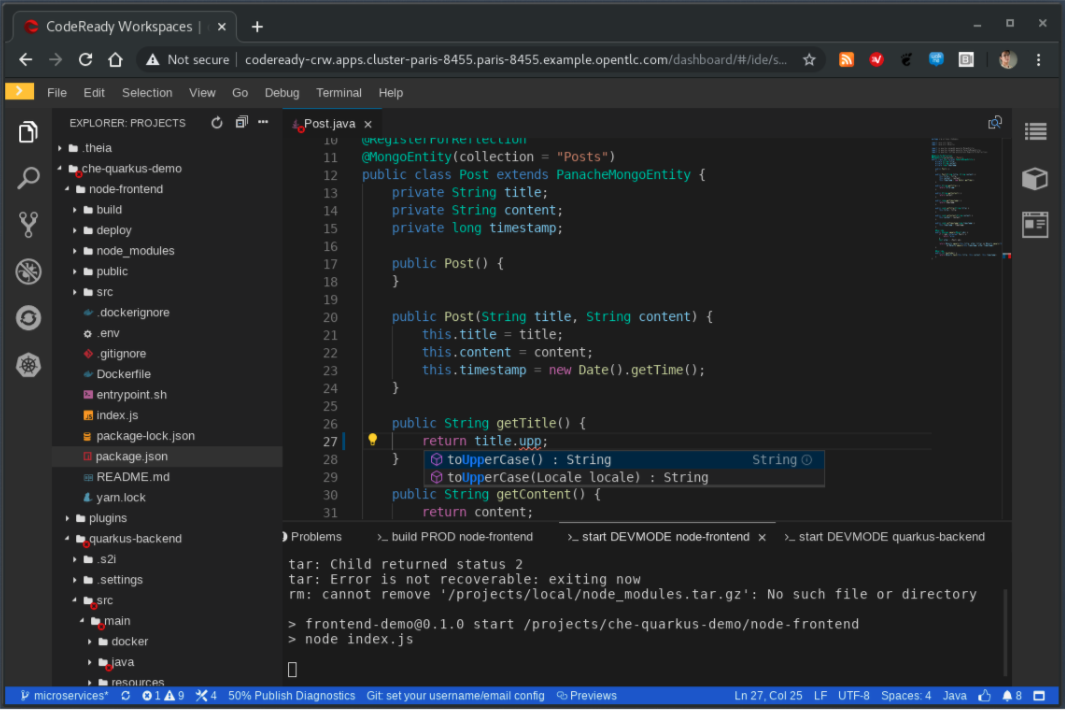 CodeReady Workspaces |
Not secure | codeready-crw.apps.cluster-paris-8455.paris-8455.example.opentlc.com/dashboard/#/ide/s...
File Edit Selection View Go Debug Terminal Help
EXPLORER: PROJECTS
.theia
che-quarkus-demo
node-frontend
build
deploy
node_modules
public
src
.dockerignore
.env
.gitignore
Dockerfile
entrypoint.sh
index.js
package-lock.json
package.json
README.md
yarn.lock
plugins
quarkus-backend
.s2i
.settings
src
main
docker
java
resources
Post.java
10 @RegisterForReflection
11 @MongoEntity(collection = "Posts")
12 public class Post extends PanacheMongoEntity {
13 private String title;
14 private String content;
15 private long timestamp;
16
17 public Post() {
18 }
19
20 public Post(String title, String content) {
21 this.title = title;
22 this.content = content;
23 this.timestamp = new Date().getTime();
24 }
25
26 public String getTitle() {
27 return title.upp;
28 }
toUpperCase() : String String
29
toUpperCase(Locale locale) : String
30 public String getContent() {
31 return content;
Problems >_ build PROD node-frontend >_ start DEVMODE node-frontend >_ start DEVMODE quarkus-backend
tar: Child returned status 2
tar: Error is not recoverable: exiting now
rm: cannot remove '/projects/local/node_modules.tar.gz': No such file or directory
> frontend-demo@0.1.0 start /projects/che-quarkus-demo/node-frontend
> node index.js
microservices* 1 9 4 50% Publish Diagnostics Git: set your username/email config Previews Ln 27, Col 25 LF UTF-8 Spaces: 4 Java 8